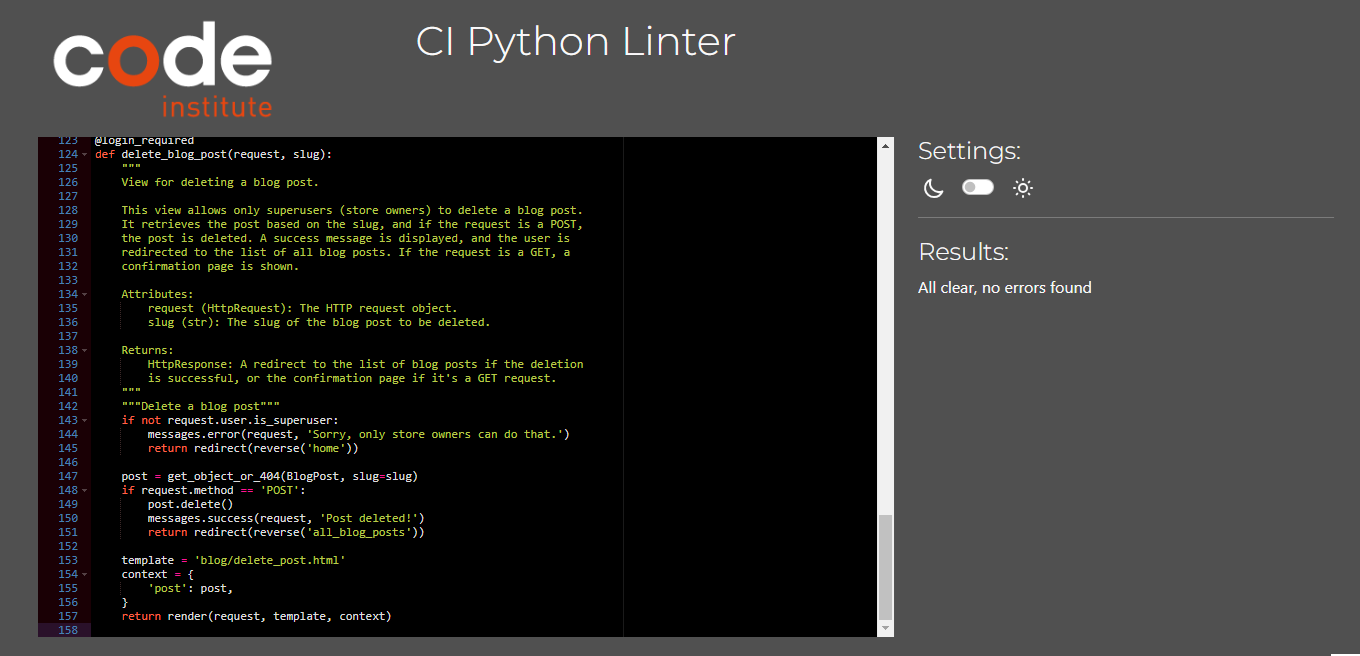 code
institute
CI Python Linter
123 @login_required
124 def delete_blog_post(request, slug):
125     """
126     View for deleting a blog post.
127
128     This view allows only superusers (store owners) to delete a blog post.
129     It retrieves the post based on the slug, and if the request is a POST,
130     the post is deleted. A success message is displayed, and the user is
131     redirected to the list of all blog posts. If the request is a GET, a
132     confirmation page is shown.
133
134     Attributes:
135         request (HttpRequest): The HTTP request object.
136         slug (str): The slug of the blog post to be deleted.
137
138     Returns:
139         HttpResponse: A redirect to the list of blog posts if the deletion
140         is successful, or the confirmation page if it's a GET request.
141     """
142     """Delete a blog post"""
143     if not request.user.is_superuser:
144         messages.error(request, 'Sorry, only store owners can do that.')
145         return redirect(reverse('home'))
146
147     post = get_object_or_404(BlogPost, slug=slug)
148     if request.method == 'POST':
149         post.delete()
150         messages.success(request, 'Post deleted!')
151         return redirect(reverse('all_blog_posts'))
152
153     template = 'blog/delete_post.html'
154     context = {
155         'post': post,
156     }
157     return render(request, template, context)
158
Settings:
Results:
All clear, no errors found